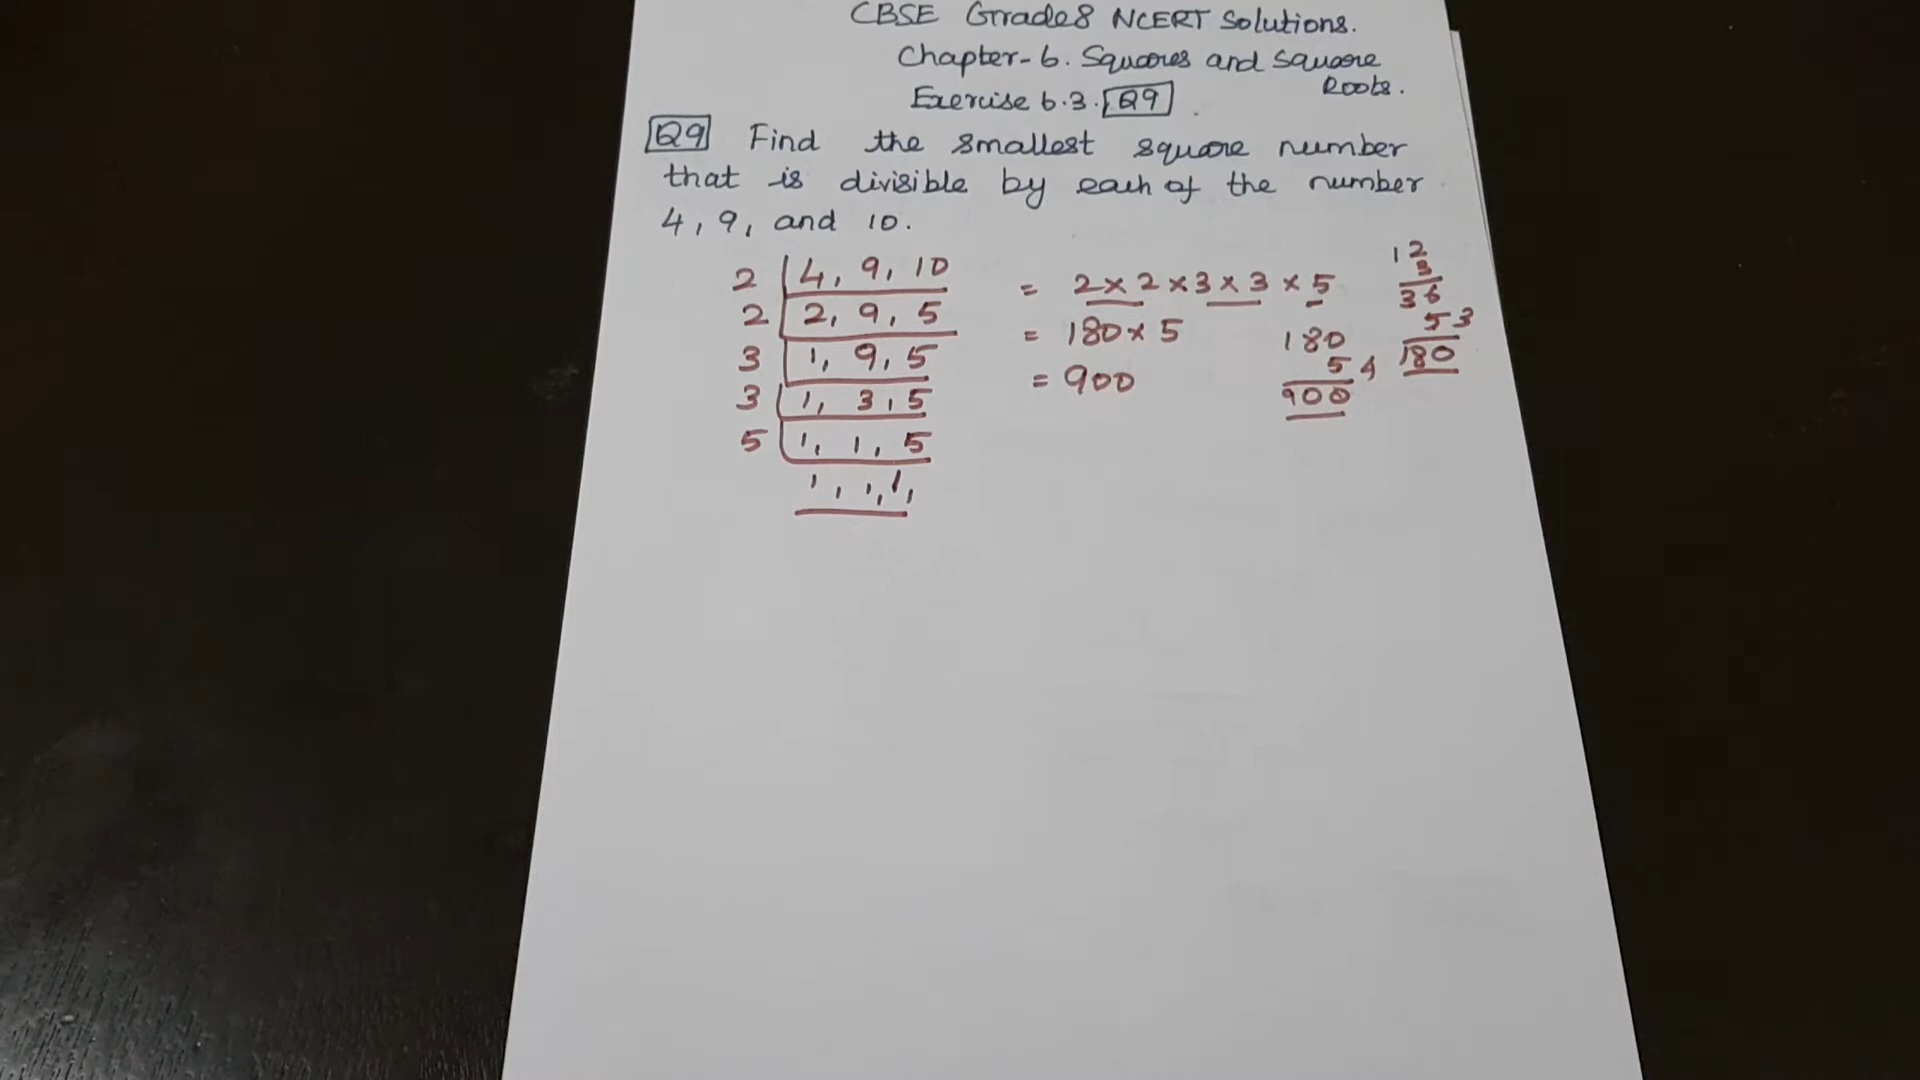 CBSE Grade8 NCERT Solutions.
Chapter-6. Squares and Square
Roots.
Exercise 6.3. Q9
Q9 Find the smallest square number
that is divisible by each of the number
4, 9, and 10.
2 | 4, 9, 10
2 | 2, 9, 5
3 | 1, 9, 5
3 | 1, 3, 5
5 | 1, 1, 5
1, 1, 1,
= 2 × 2 × 3 × 3 × 5
= 180 × 5
= 900
180
5
900
12
3
36
5 3
180